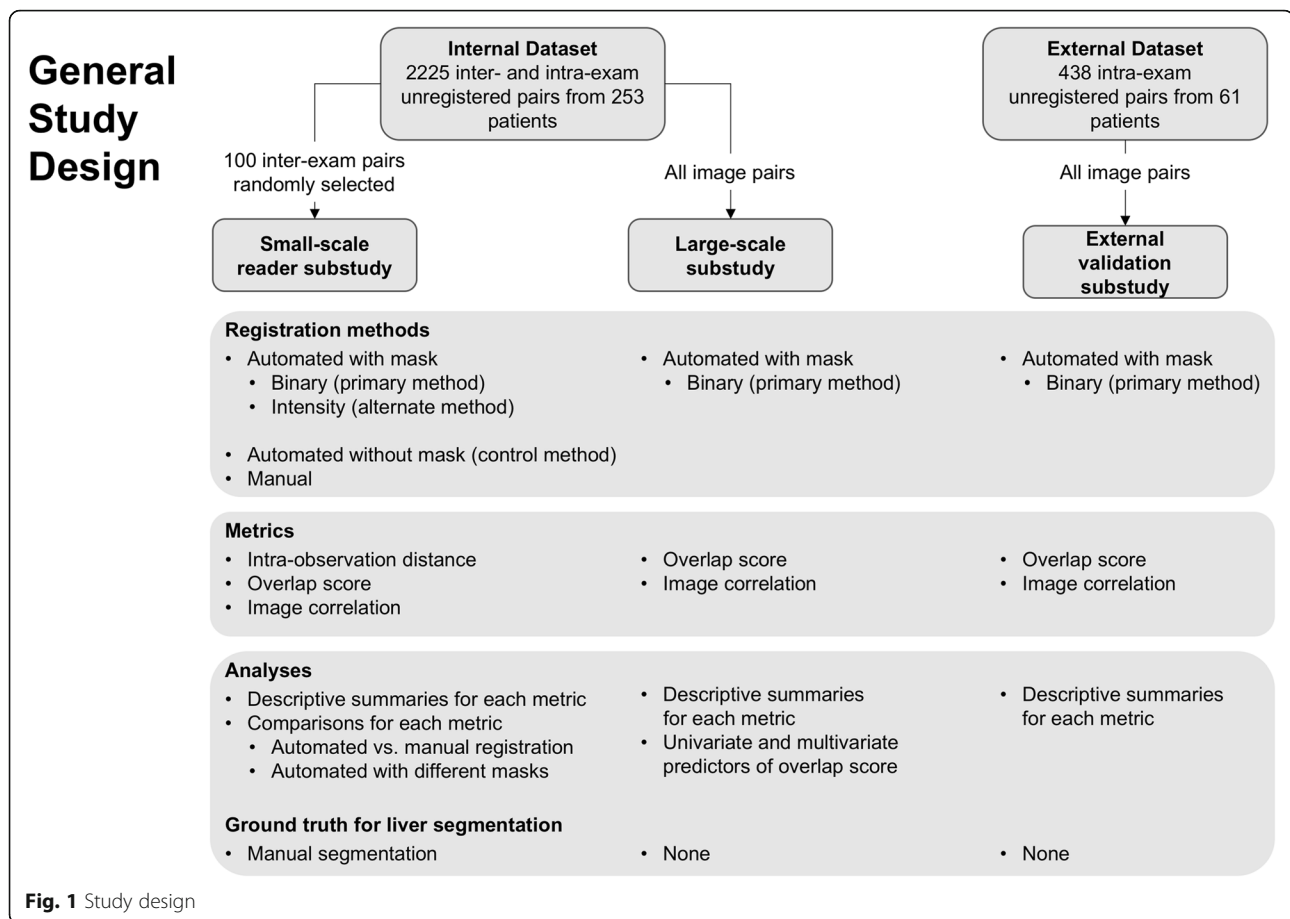 General
Study
Design
Internal Dataset
2225 inter- and intra-exam
unregistered pairs from 253
patients
External Dataset
438 intra-exam
unregistered pairs from 61
patients
100 inter-exam pairs
randomly selected
All image pairs
All image pairs
Small-scale
reader substudy
Large-scale
substudy
External
validation
substudy
Registration methods
• Automated with mask
• Binary (primary method)
• Intensity (alternate method)
• Automated without mask (control method)
• Manual
• Automated with mask
• Binary (primary method)
• Automated with mask
• Binary (primary method)
Metrics
• Intra-observation distance
• Overlap score
• Image correlation
• Overlap score
• Image correlation
• Overlap score
• Image correlation
Analyses
• Descriptive summaries for each metric
• Comparisons for each metric
• Automated vs. manual registration
• Automated with different masks
• Descriptive summaries
for each metric
• Univariate and multivariate
predictors of overlap score
• Descriptive summaries
for each metric
Ground truth for liver segmentation
• Manual segmentation
• None
• None
Fig. 1 Study design